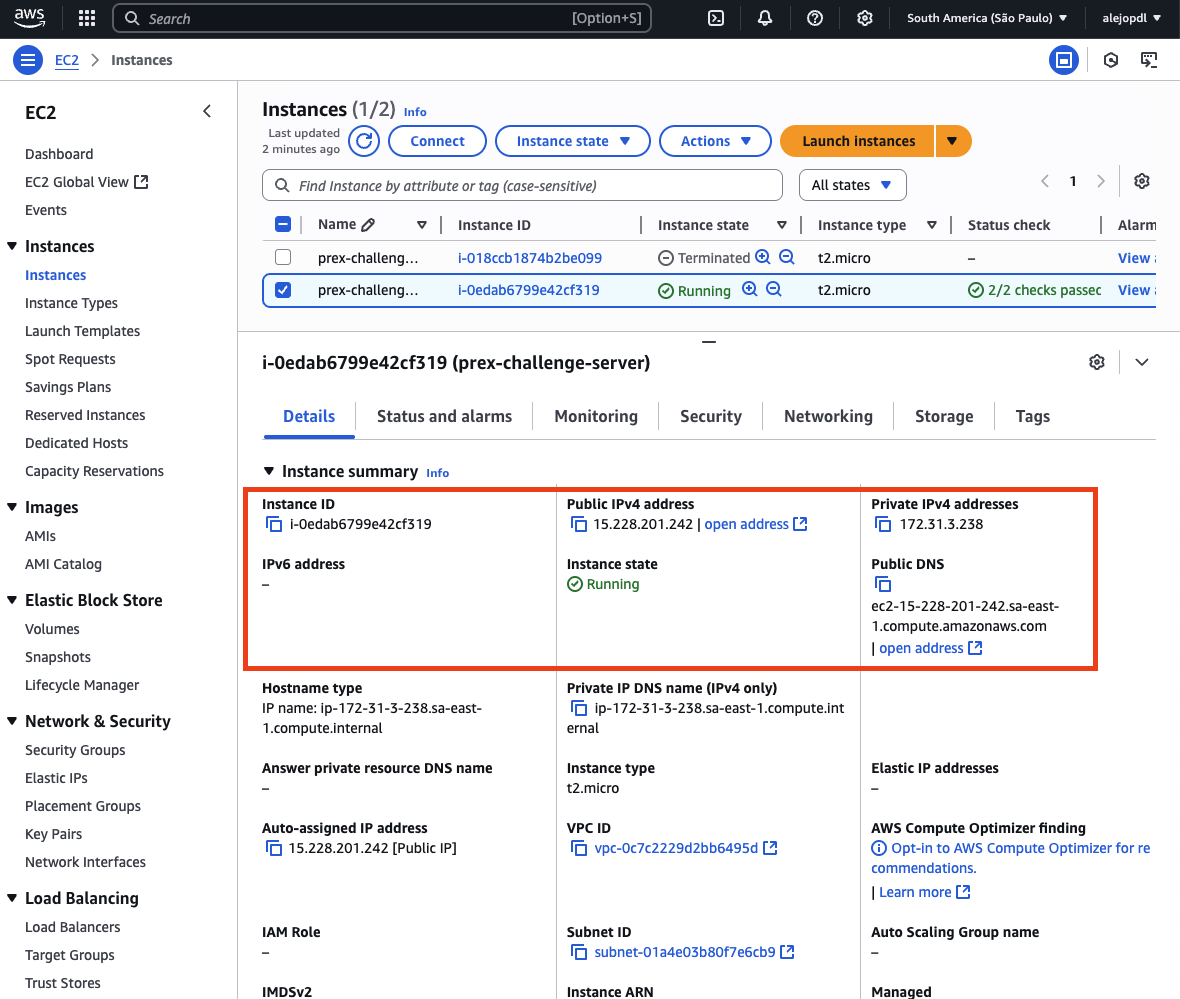 aws
Search
[Option+S]
South America (São Paulo)
alejopdl
EC2
Instances
EC2
Dashboard
EC2 Global View
Events
Instances
Instances
Instance Types
Launch Templates
Spot Requests
Savings Plans
Reserved Instances
Dedicated Hosts
Capacity Reservations
Images
AMIs
AMI Catalog
Elastic Block Store
Volumes
Snapshots
Lifecycle Manager
Network & Security
Security Groups
Elastic IPs
Placement Groups
Key Pairs
Network Interfaces
Load Balancing
Load Balancers
Target Groups
Trust Stores
Instances (1/2) Info
Last updated
2 minutes ago
Connect
Instance state
Actions
Launch instances
Find Instance by attribute or tag (case-sensitive)
All states
1
Name Instance ID Instance state Instance type Status check Alarm
prex-challeng... i-018ccb1874b2be099 Terminated t2.micro – View
prex-challeng... i-0edab6799e42cf319 Running t2.micro 2/2 checks passed View
i-0edab6799e42cf319 (prex-challenge-server)
Details Status and alarms Monitoring Security Networking Storage Tags
Instance summary Info
Instance ID
i-0edab6799e42cf319
Public IPv4 address
15.228.201.242 | open address
Private IPv4 addresses
172.31.3.238
IPv6 address
–
Instance state
Running
Public DNS
ec2-15-228-201-242.sa-east-
1.compute.amazonaws.com
| open address
Hostname type
IP name: ip-172-31-3-238.sa-east-
1.compute.internal
Private IP DNS name (IPv4 only)
ip-172-31-3-238.sa-east-1.compute.int
ernal
Answer private resource DNS name
–
Instance type
t2.micro
Elastic IP addresses
–
Auto-assigned IP address
15.228.201.242 [Public IP]
VPC ID
vpc-0c7c2229d2bb6495d
AWS Compute Optimizer finding
Opt-in to AWS Compute Optimizer for re
commendations.
| Learn more
IAM Role
–
Subnet ID
subnet-01a4e03b80f7e6cb9
Auto Scaling Group name
–
IMDSv2
Instance ARN
Managed